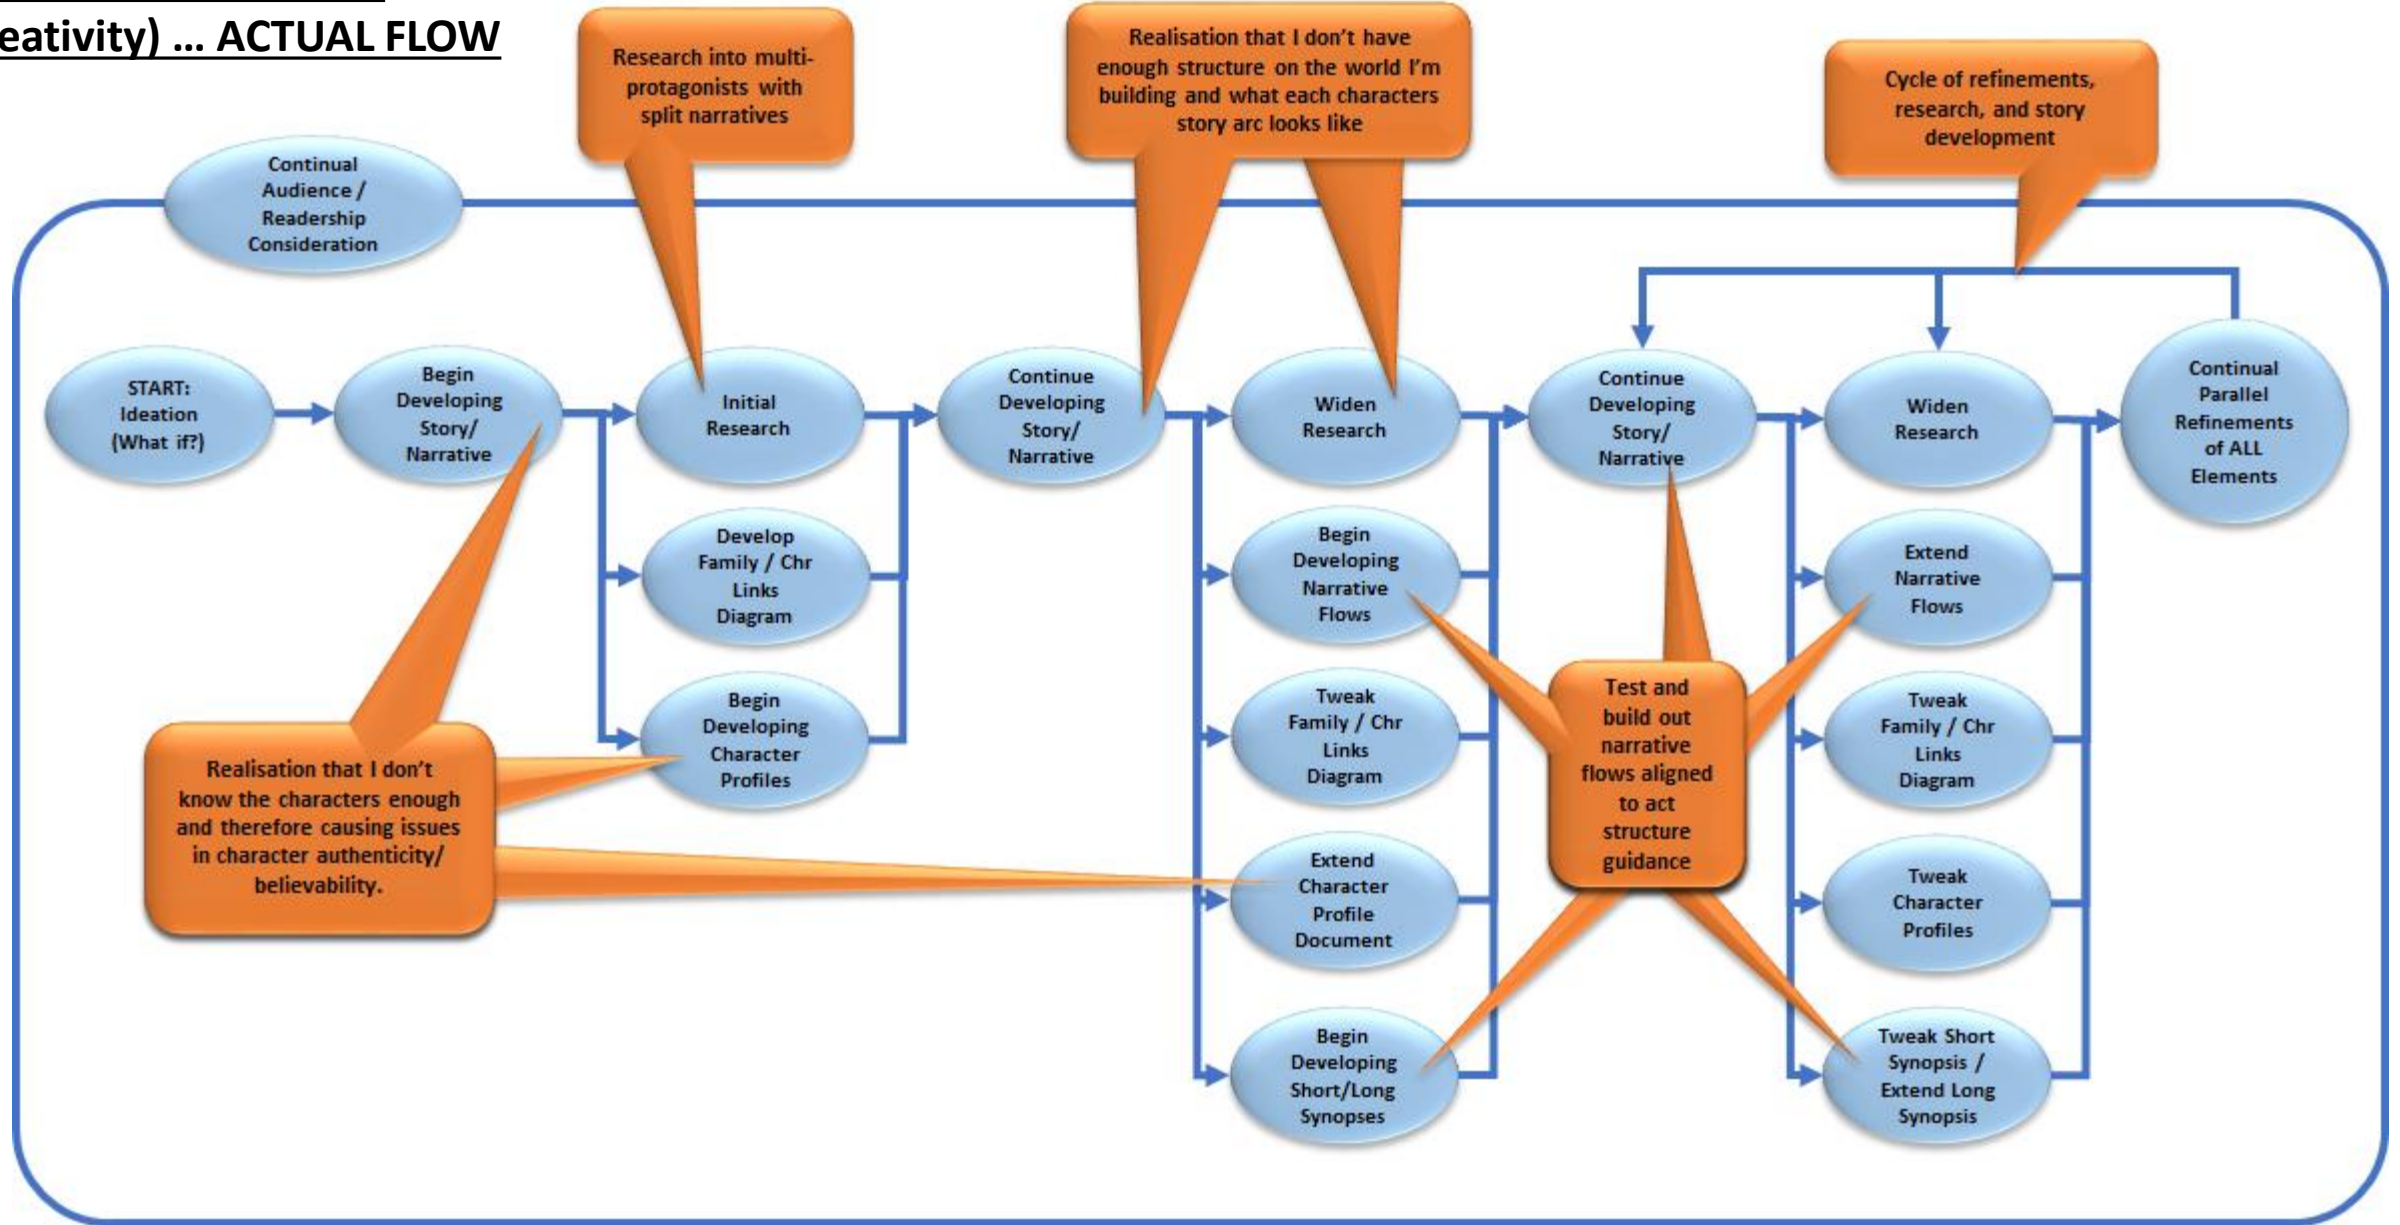 eativity) … ACTUAL FLOW
Research into multi-
protagonists with
split narratives
Realisation that I don't have
enough structure on the world I'm
building and what each characters
story arc looks like
Cycle of refinements,
research, and story
development
Continual
Audience /
Readership
Consideration
START:
Ideation
(What if?)
Begin
Developing
Story/
Narrative
Initial
Research
Develop
Family / Chr
Links
Diagram
Begin
Developing
Character
Profiles
Continue
Developing
Story/
Narrative
Widen
Research
Begin
Developing
Narrative
Flows
Tweak
Family / Chr
Links
Diagram
Extend
Character
Profile
Document
Begin
Developing
Short/Long
Synopses
Continue
Developing
Story/
Narrative
Widen
Research
Extend
Narrative
Flows
Tweak
Family / Chr
Links
Diagram
Tweak
Character
Profiles
Tweak Short
Synopsis /
Extend Long
Synopsis
Continual
Parallel
Refinements
of ALL
Elements
Realisation that I don't
know the characters enough
and therefore causing issues
in character authenticity/
believability.
Test and
build out
narrative
flows aligned
to act
structure
guidance